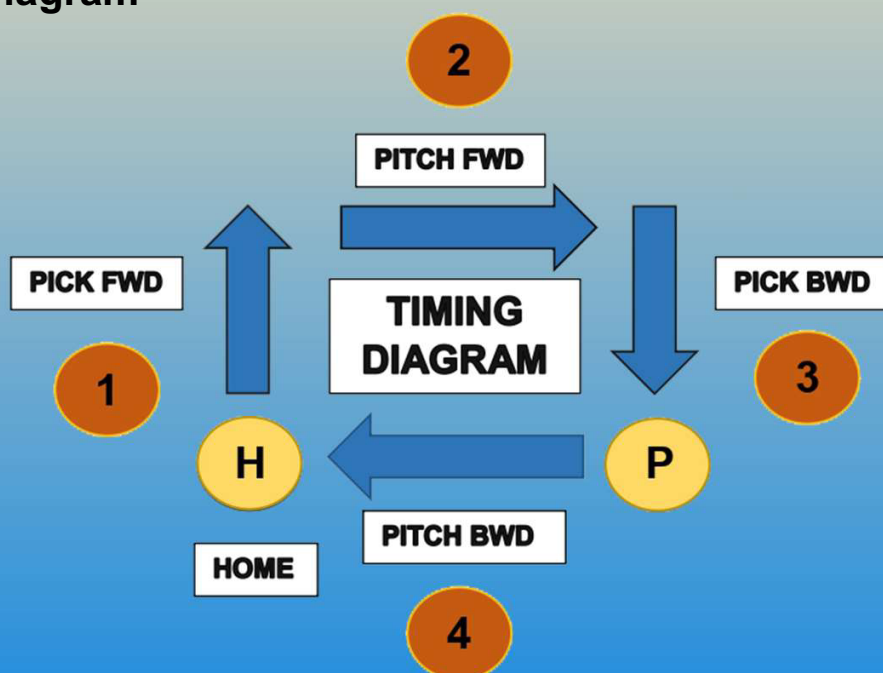 2
PITCH FWD
PICK FWD
PICK BWD
TIMING
DIAGRAM
1
3
H
P
PITCH BWD
HOME
4